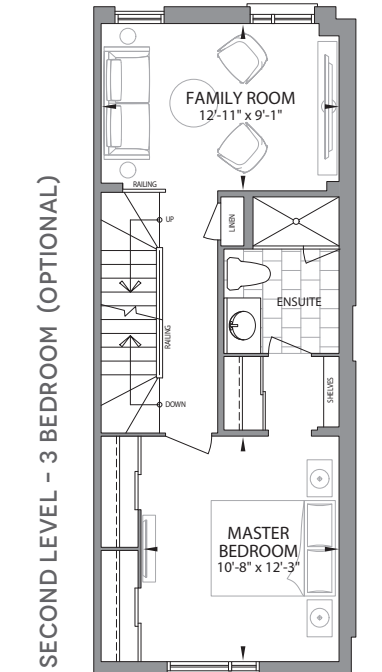 SECOND LEVEL - 3 BEDROOM (OPTIONAL)
FAMILY ROOM
12'-11" x 9'-1"
RAILING
UP
LINEN
ENSUITE
RAILING
SHELVES
DOWN
MASTER
BEDROOM
10'-8" x 12'-3"